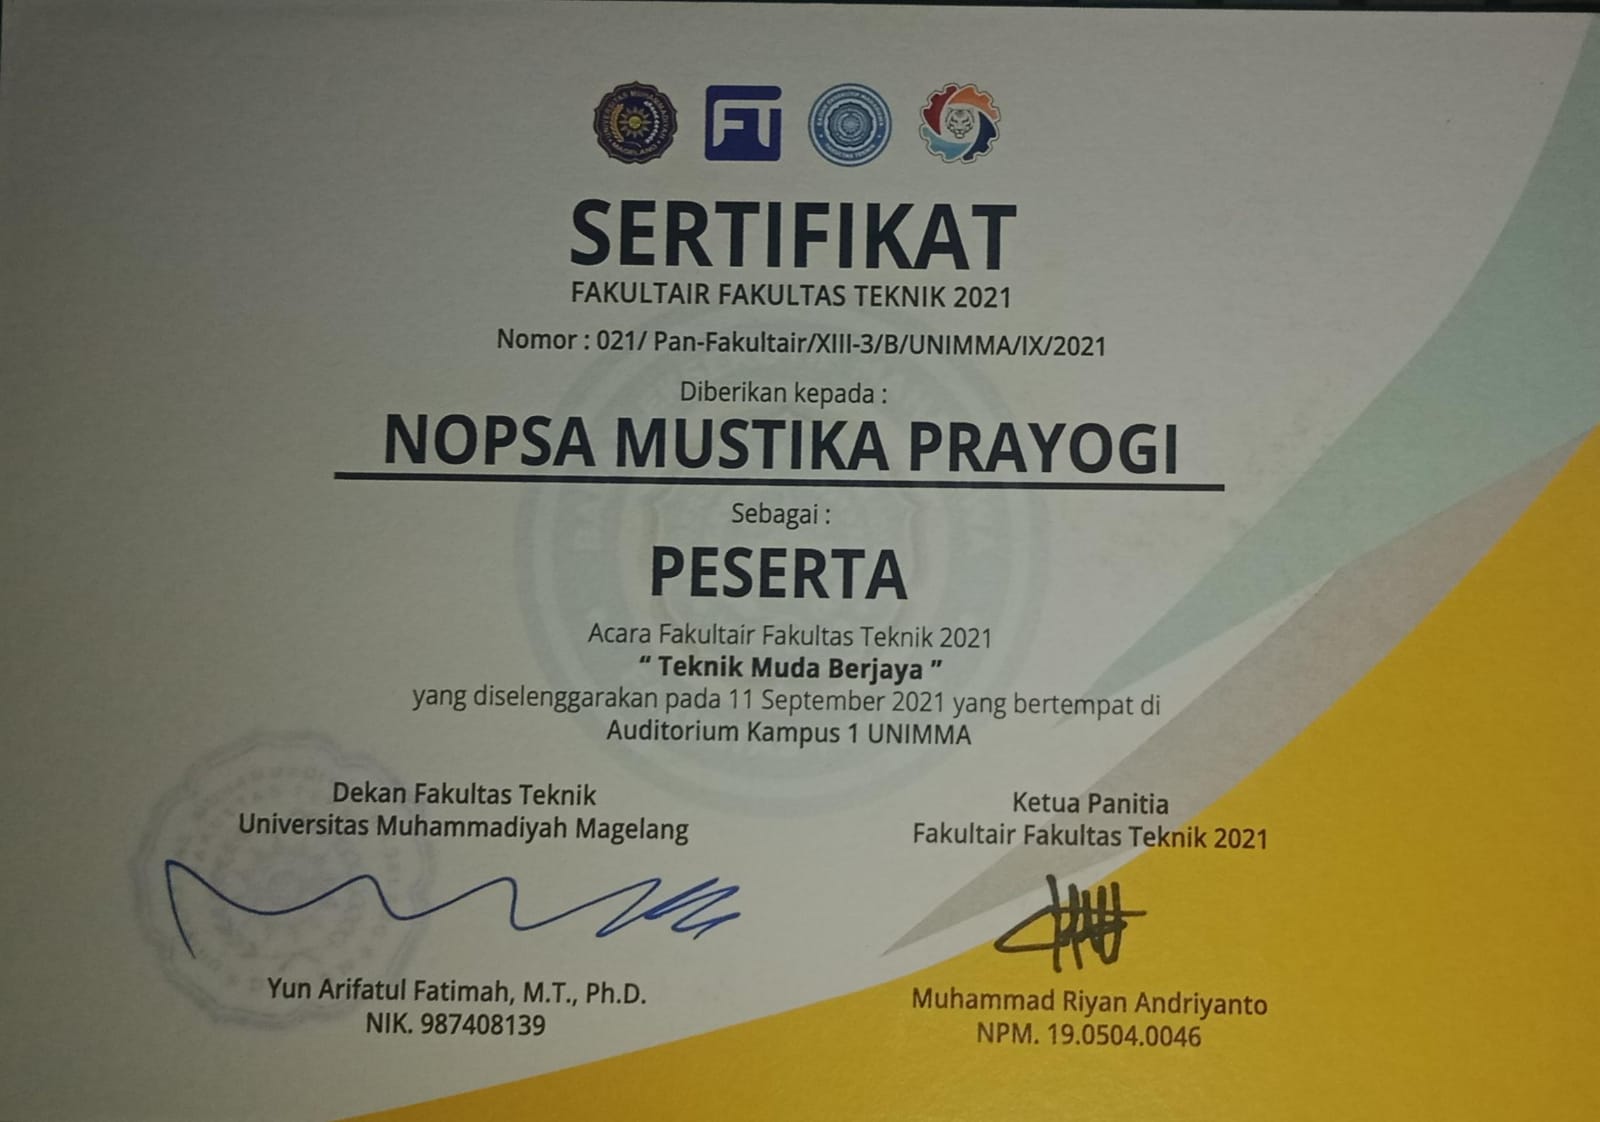 UNIVERSITAS MUHAMMADIYAH
MAGELANG
FT
SERTIFIKAT
FAKULTAIR FAKULTAS TEKNIK 2021
Nomor : 021/ Pan-Fakultair/XIII-3/B/UNIMMA/IX/2021
Diberikan kepada :
NOPSA MUSTIKA PRAYOGI
Sebagai :
PESERTA
Acara Fakultair Fakultas Teknik 2021
“ Teknik Muda Berjaya ”
yang diselenggarakan pada 11 September 2021 yang bertempat di
Auditorium Kampus 1 UNIMMA
Dekan Fakultas Teknik
Universitas Muhammadiyah Magelang
Yun Arifatul Fatimah, M.T., Ph.D.
NIK. 987408139
Ketua Panitia
Fakultair Fakultas Teknik 2021
Muhammad Riyan Andriyanto
NPM. 19.0504.0046